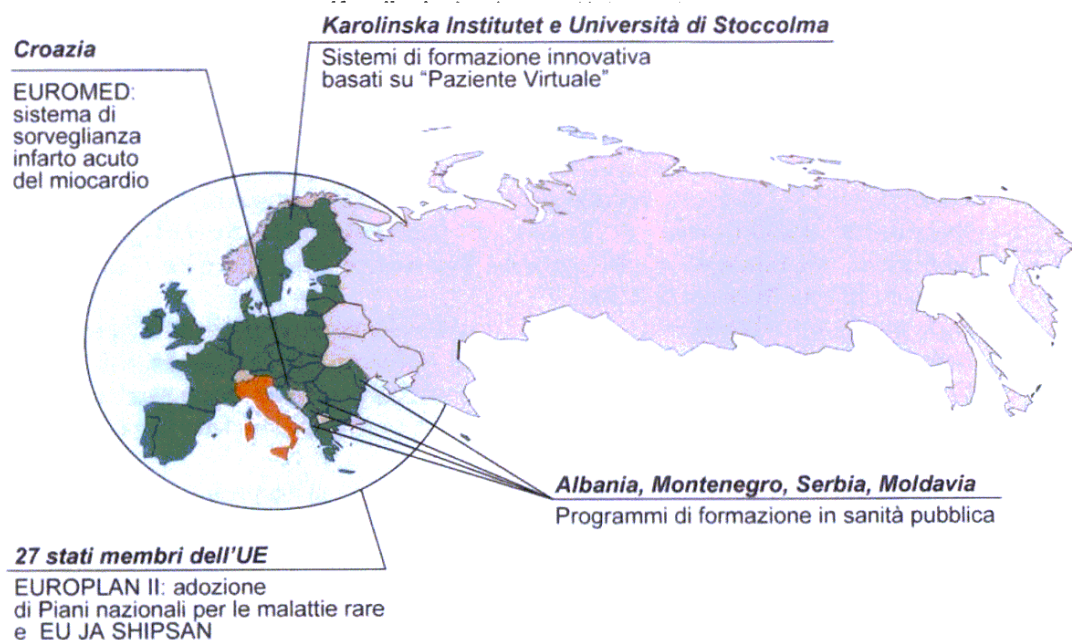 Karolinska Institutet e Università di Stoccolma
Sistemi di formazione innovativa
basati su “Paziente Virtuale”
Croazia
EUROMED:
sistema di
sorveglianza
infarto acuto
del miocardio
Albania, Montenegro, Serbia, Moldavia
Programmi di formazione in sanità pubblica
27 stati membri dell'UE
EUROPLAN II: adozione
di Piani nazionali per le malattie rare
e EU JA SHIPSAN